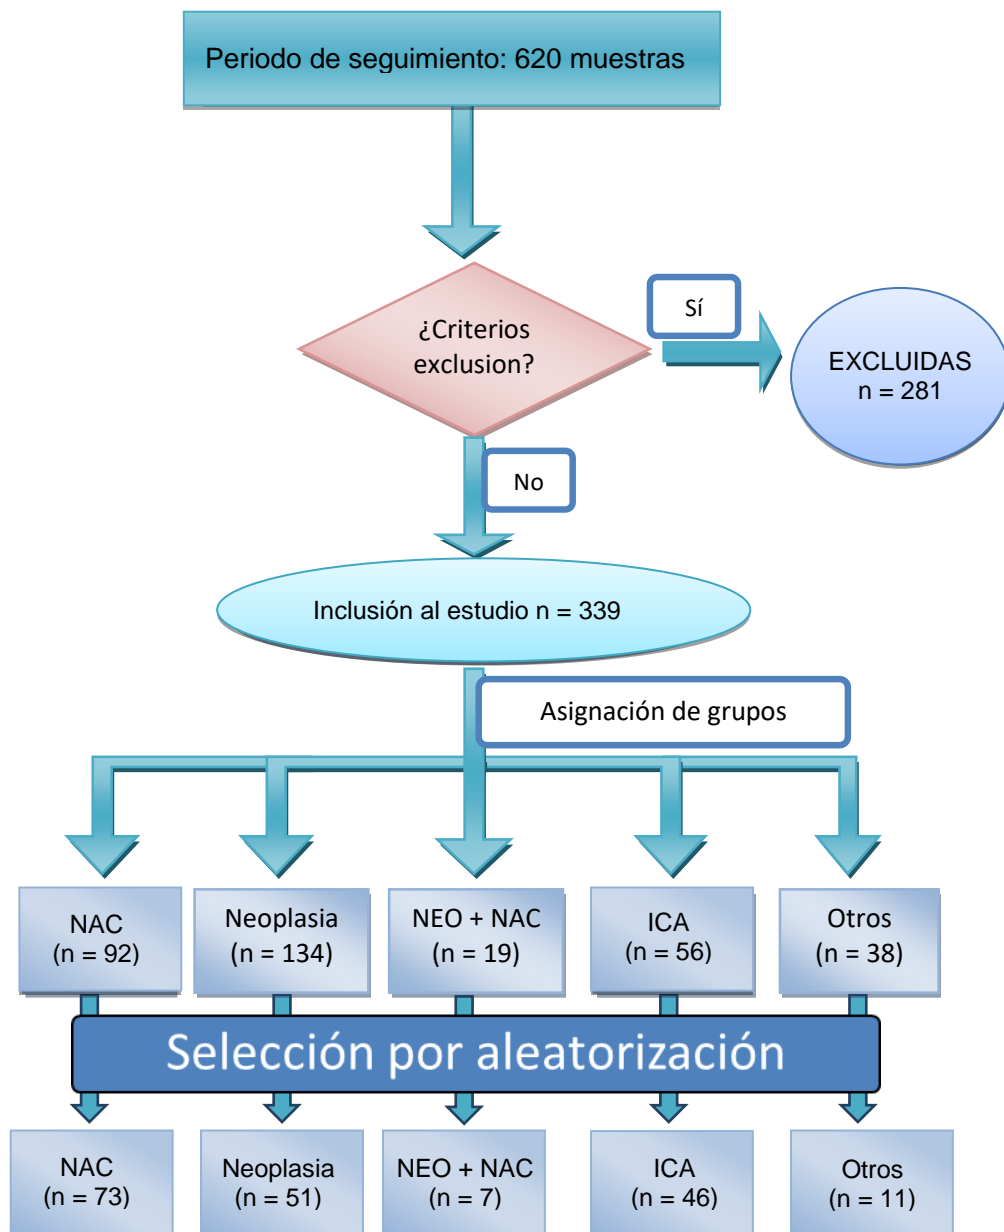 Periodo de seguimiento: 620 muestras
¿Criterios
exclusion?
Sí
EXCLUIDAS
n = 281
No
Inclusión al estudio n = 339
Asignación de grupos
NAC
(n = 92)
Neoplasia
(n = 134)
NEO + NAC
(n = 19)
ICA
(n = 56)
Otros
(n = 38)
Selección por aleatorización
NAC
(n = 73)
Neoplasia
(n = 51)
NEO + NAC
(n = 7)
ICA
(n = 46)
Otros
(n = 11)